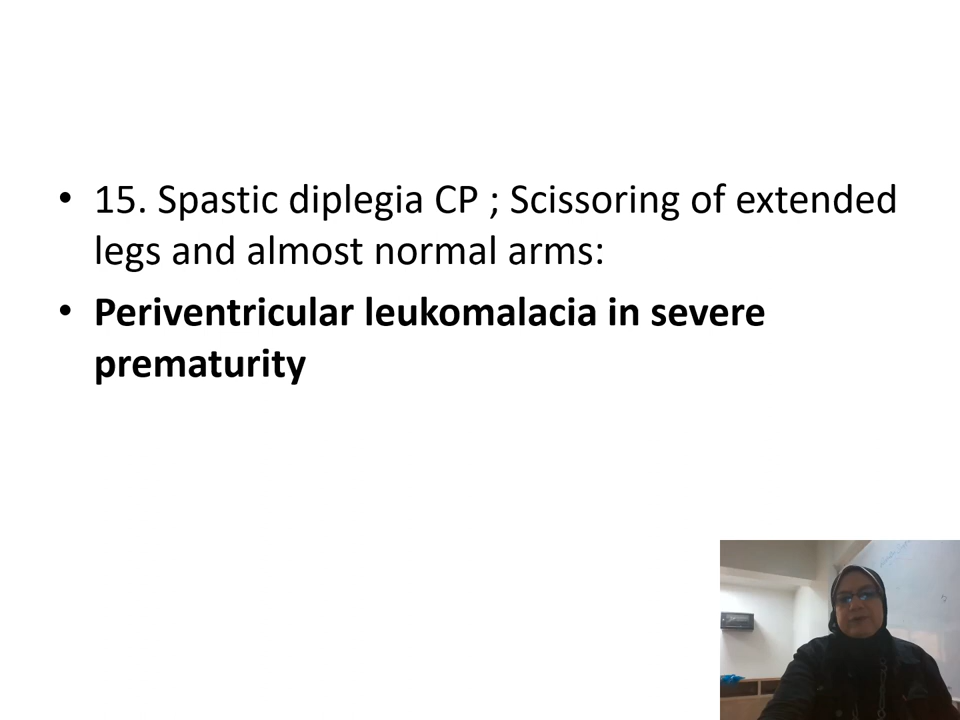 • 15. Spastic diplegia CP ; Scissoring of extended
legs and almost normal arms:
• Periventricular leukomalacia in severe
prematurity